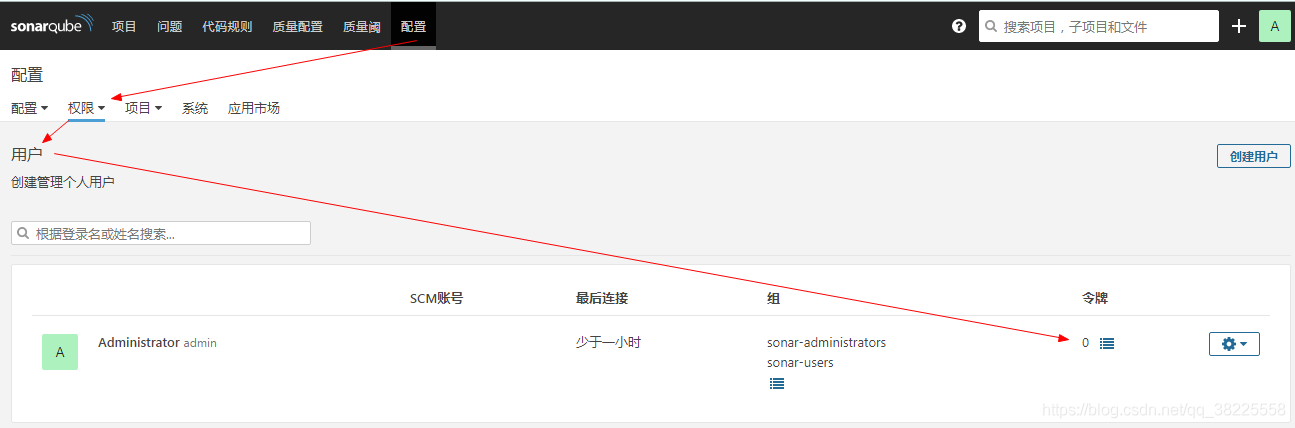 sonarqube 项目 问题 代码规则 质量配置 质量阈 配置 ? 搜索项目，子项目和文件 + A
配置
配置 权限 项目 系统 应用市场
用户
创建用户
创建管理个人用户
根据登录名或姓名搜索...
SCM账号 最后连接 组 令牌
A Administrator admin 少于一小时 sonar-administrators 0
sonar-users
https://blog.csdn.net/qq_38225558